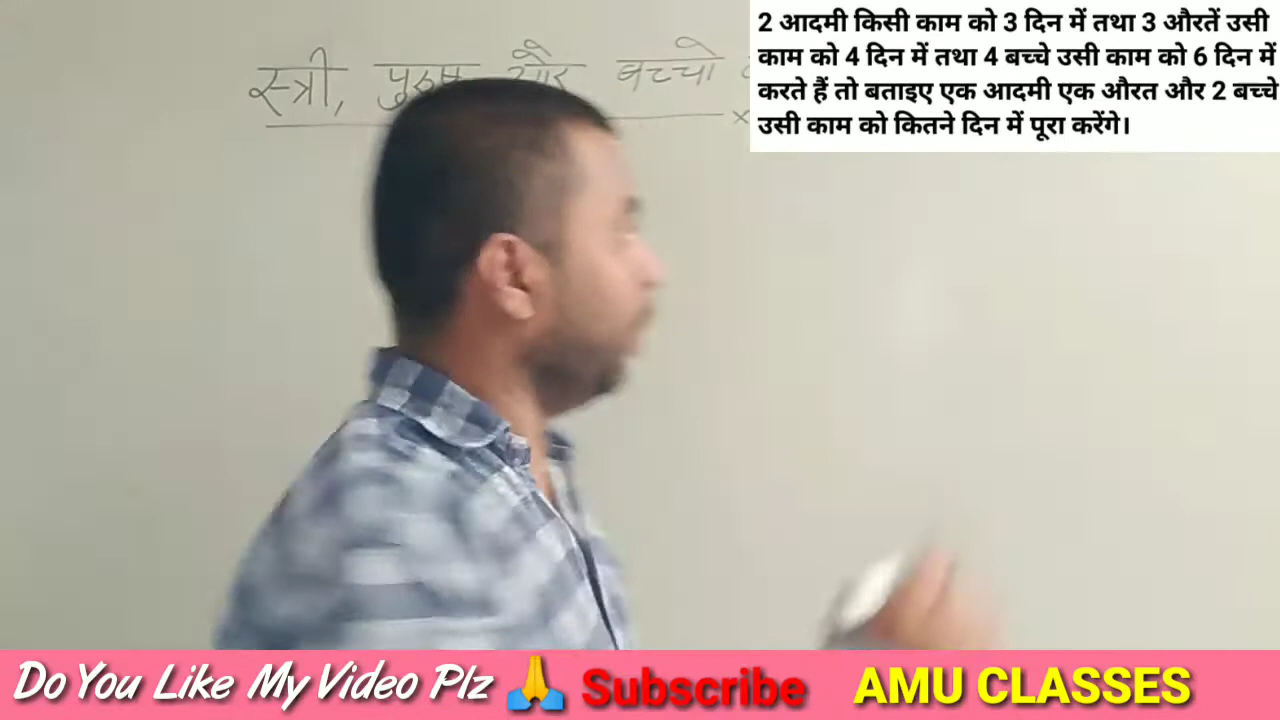 2 आदमी किसी काम को 3 दिन में तथा 3 औरतें उसी
काम को 4 दिन में तथा 4 बच्चे उसी काम को 6 दिन में
करते हैं तो बताइए एक आदमी एक औरत और 2 बच्चे
उसी काम को कितने दिन में पूरा करेंगे।
स्त्री, पुरुष और बच्चो
Do You Like My Video Plz 🙏 Subscribe AMU CLASSES